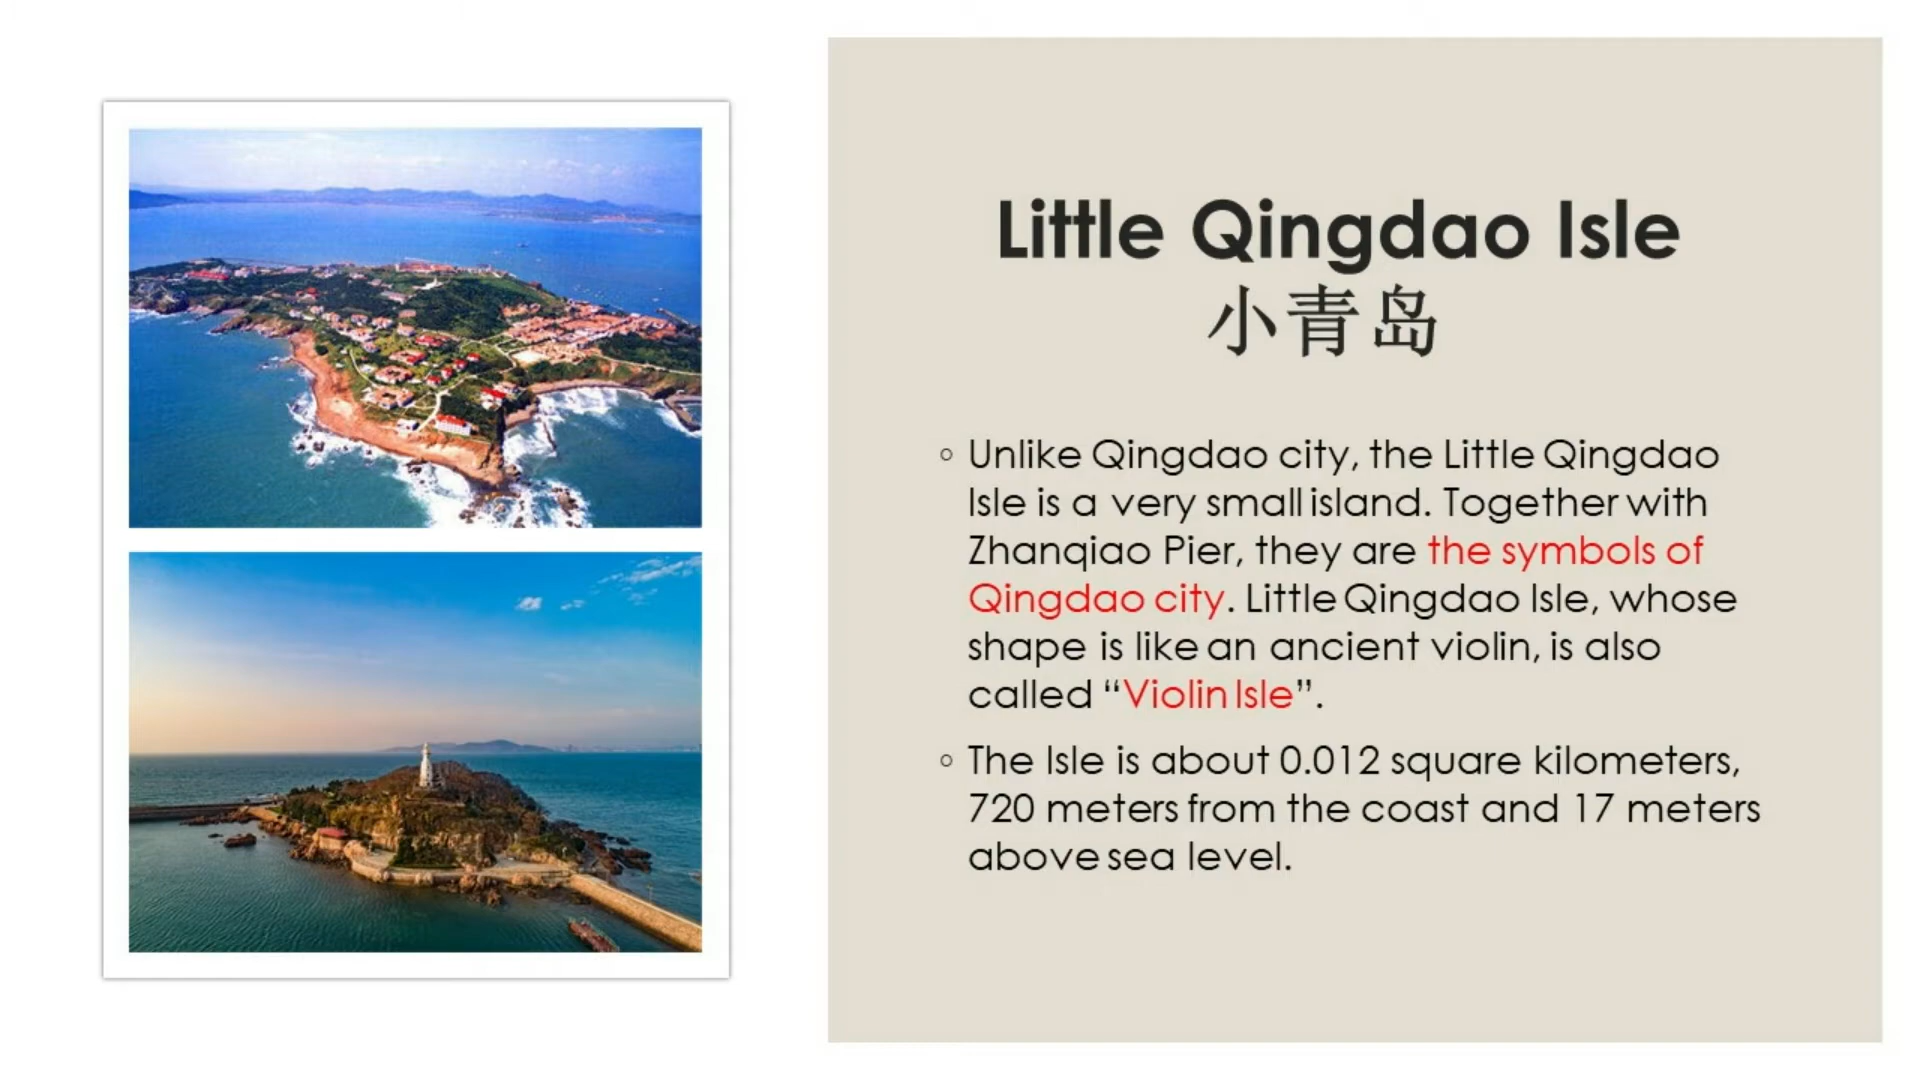 Little Qingdao Isle
小青岛
◦ Unlike Qingdao city, the Little Qingdao
Isle is a very small island. Together with
Zhanqiao Pier, they are the symbols of
Qingdao city. Little Qingdao Isle, whose
shape is like an ancient violin, is also
called “Violin Isle”.
◦ The Isle is about 0.012 square kilometers,
720 meters from the coast and 17 meters
above sea level.